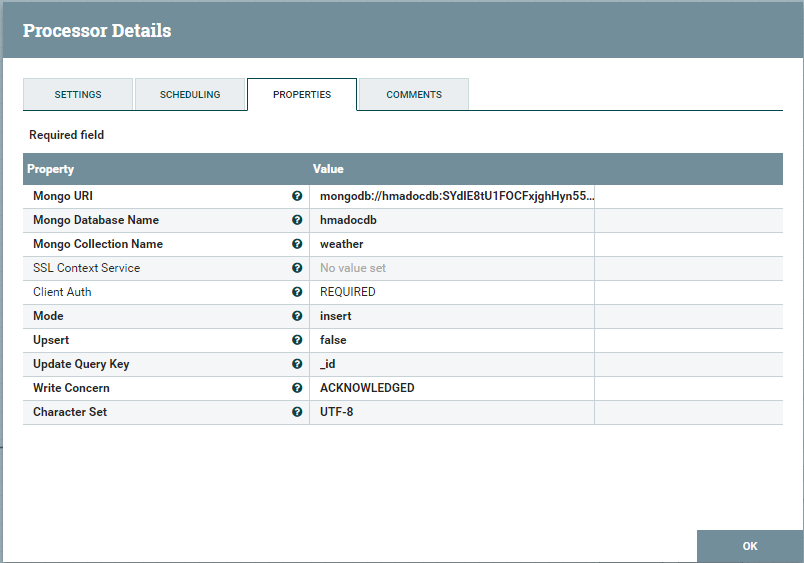 Processor Details
SETTINGS SCHEDULING PROPERTIES COMMENTS
Required field
Property Value
Mongo URI mongodb://hmadocdb:SYdIE8tU1FOCFxjghHyn55...
Mongo Database Name hmadocdb
Mongo Collection Name weather
SSL Context Service No value set
Client Auth REQUIRED
Mode insert
Upsert false
Update Query Key _id
Write Concern ACKNOWLEDGED
Character Set UTF-8
OK